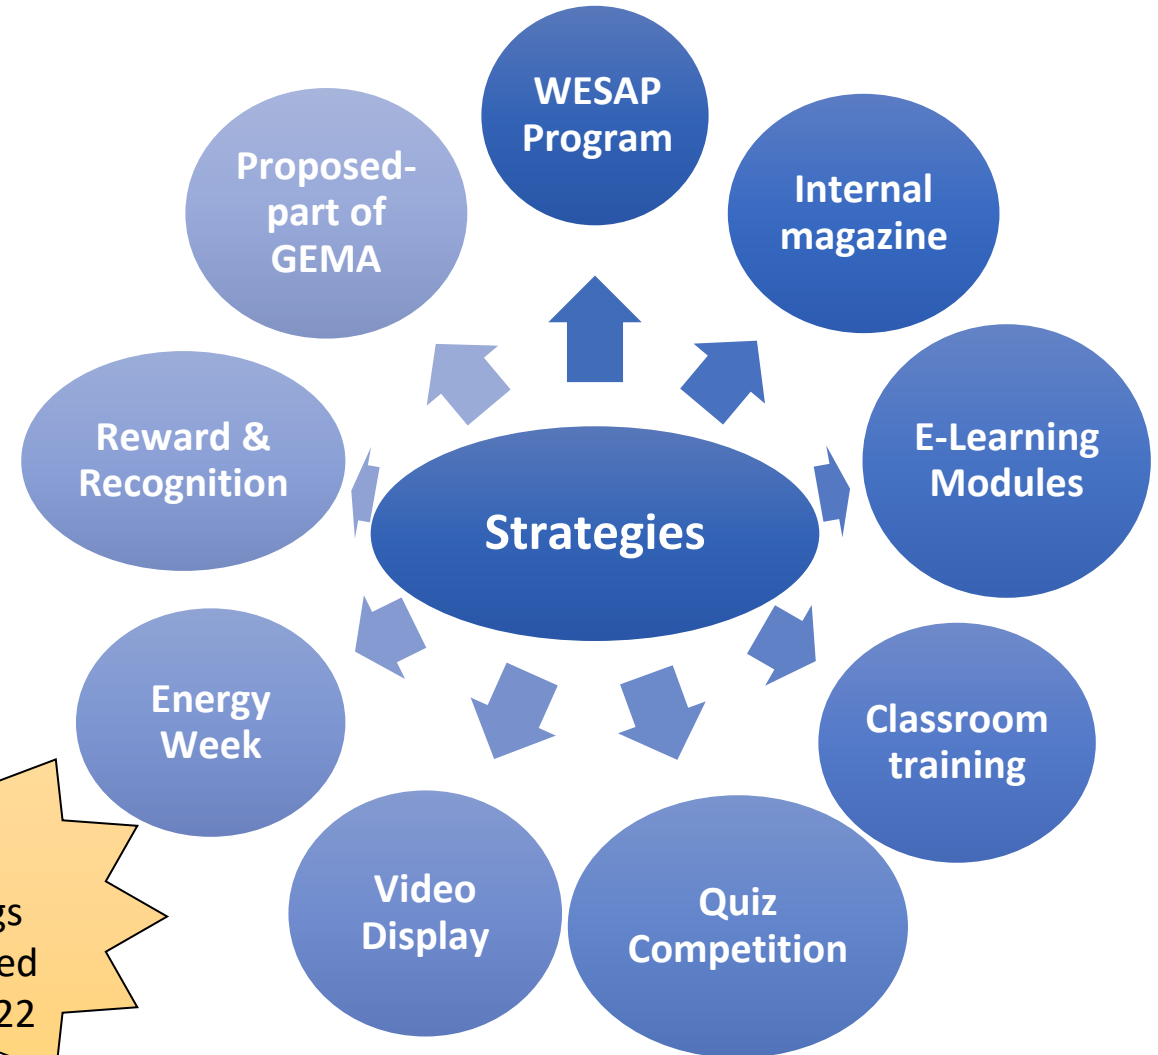 WESAP
Program
Internal
magazine
E-Learning
Modules
Classroom
training
Quiz
Competition
Video
Display
Energy
Week
Reward &
Recognition
Proposed-
part of
GEMA
Strategies
22